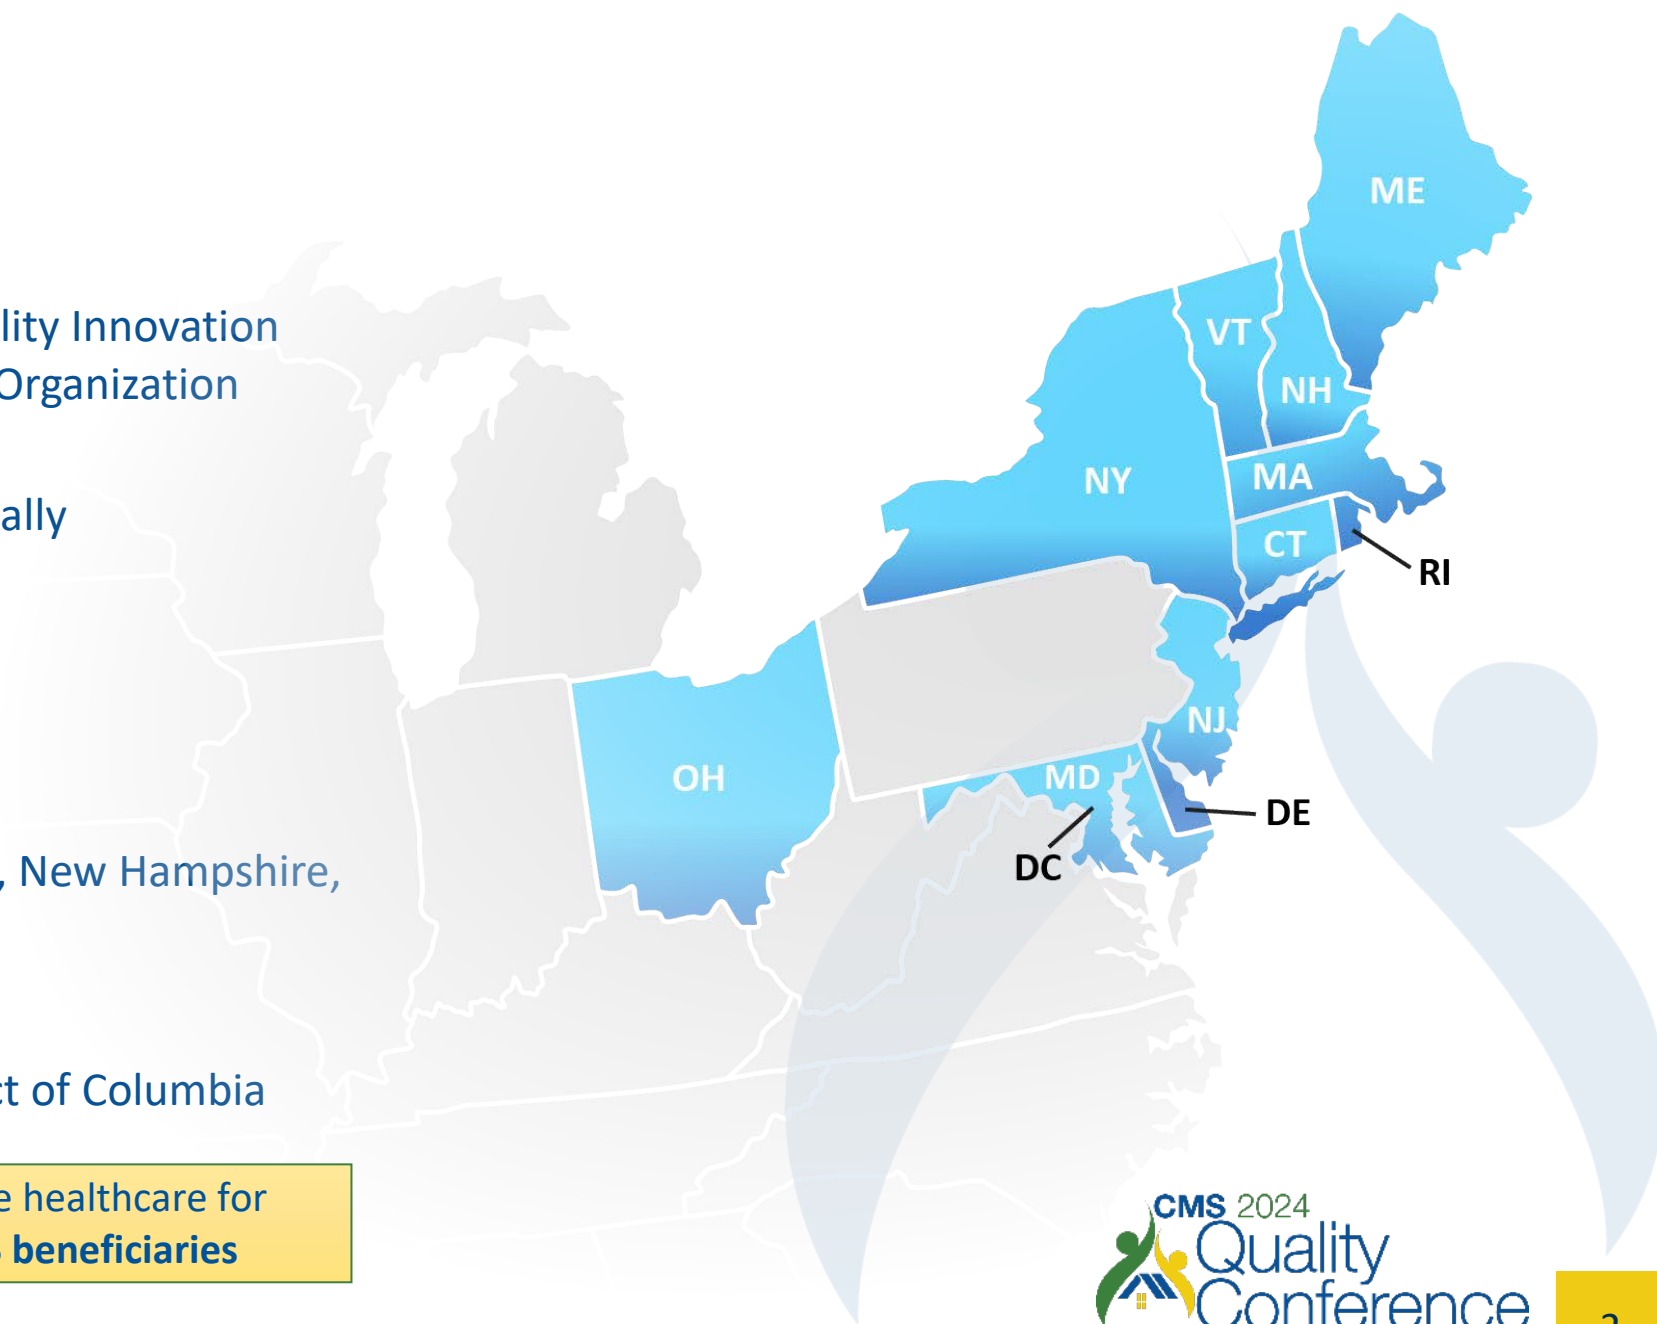 lity Innovation
Organization
ally
, New Hampshire,
ct of Columbia
e healthcare for
beneficiaries
ME
VT
NH
NY
MA
CT
RI
NJ
OH
MD
DE
DC
CMS 2024
Quality
Conference